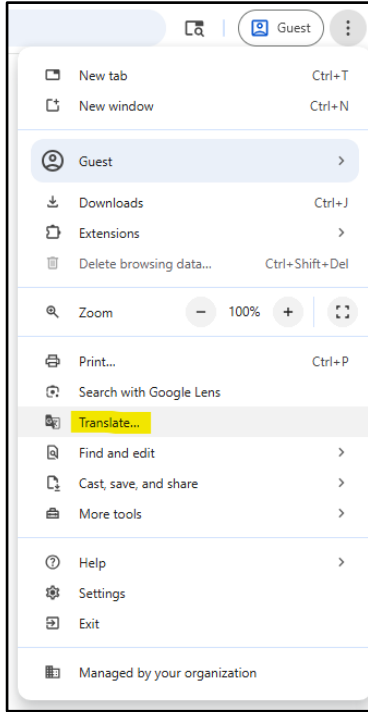 Guest
New tab Ctrl+T
New window Ctrl+N
Guest
Downloads Ctrl+J
Extensions
Delete browsing data... Ctrl+Shift+Del
Zoom − 100% +
Print... Ctrl+P
Search with Google Lens
Translate...
Find and edit
Cast, save, and share
More tools
Help
Settings
Exit
Managed by your organization